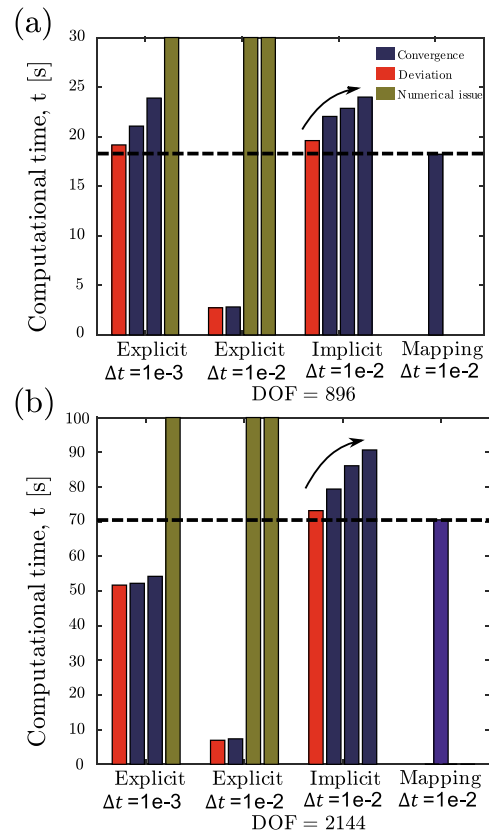 (a)
Computational time, t [s]
30
25
20
15
10
5
0
Convergence
Deviation
Numerical issue
Explicit Explicit Implicit Mapping
Δt =1e-3 Δt =1e-2 Δt =1e-2 Δt =1e-2
DOF = 896
(b)
Computational time, t [s]
100
90
80
70
60
50
40
30
20
10
0
Explicit Explicit Implicit Mapping
Δt =1e-3 Δt =1e-2 Δt =1e-2 Δt =1e-2
DOF = 2144